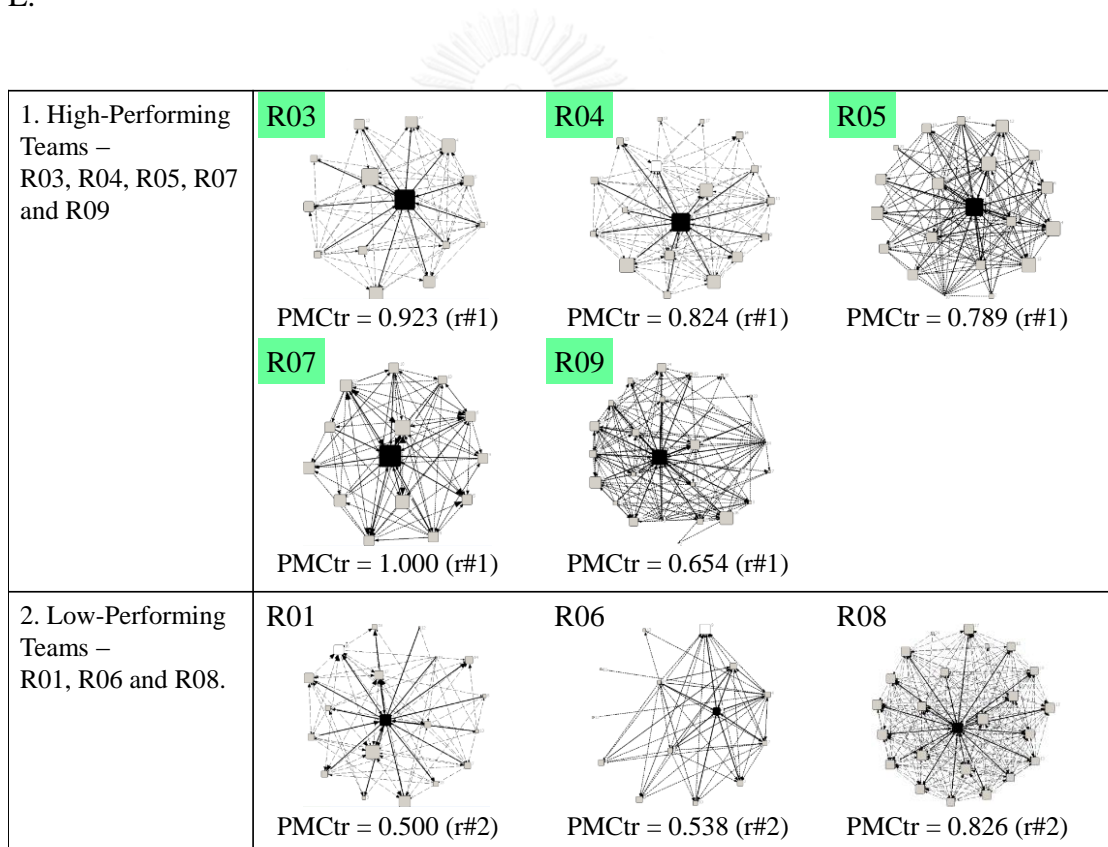 L.
1. High-Performing
Teams –
R03, R04, R05, R07
and R09
R03
R04
R05
PMCtr = 0.923 (r#1)
PMCtr = 0.824 (r#1)
PMCtr = 0.789 (r#1)
R07
R09
PMCtr = 1.000 (r#1)
PMCtr = 0.654 (r#1)
2. Low-Performing
Teams –
R01, R06 and R08.
R01
R06
R08
PMCtr = 0.500 (r#2)
PMCtr = 0.538 (r#2)
PMCtr = 0.826 (r#2)